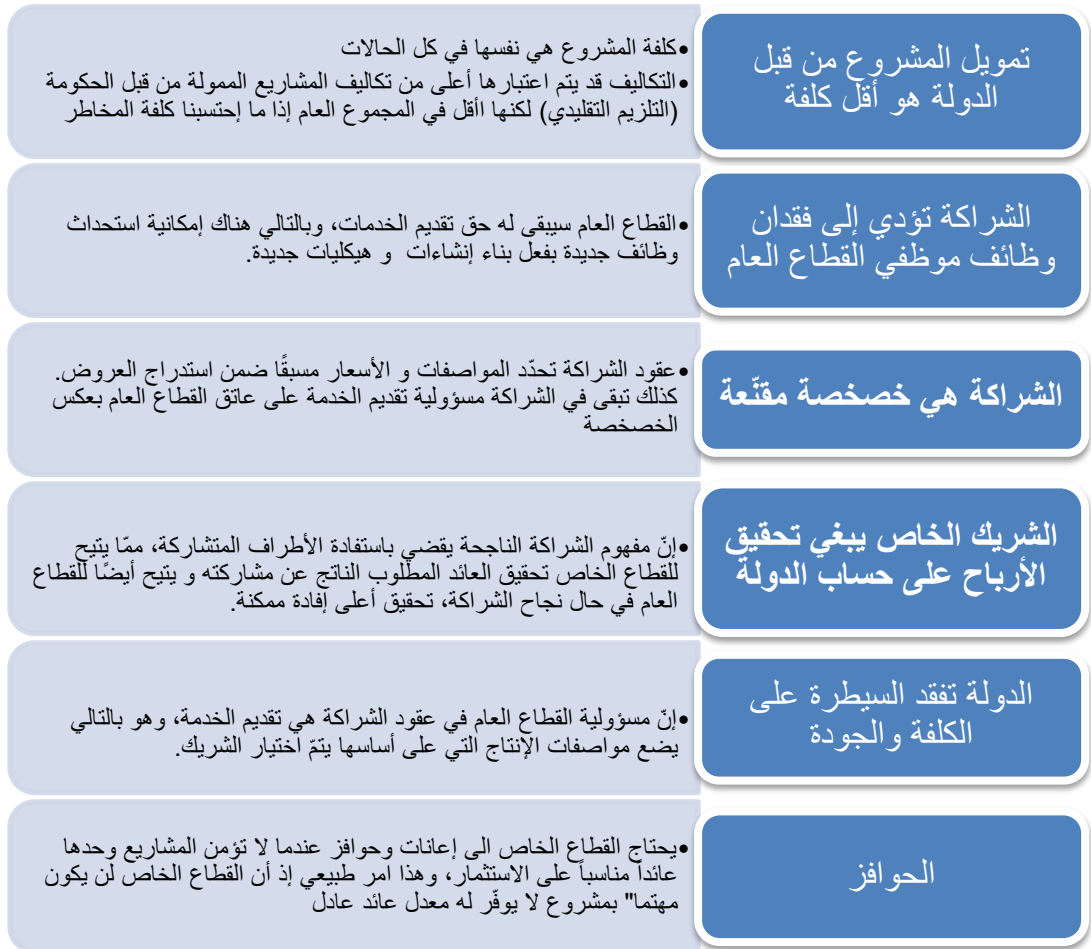 تمويل المشروع من قبل
الدولة هو أقل كلفة
•كلفة المشروع هي نفسها في كل الحالات
•التكاليف قد يتم اعتبارها أعلى من تكاليف المشاريع الممولة من قبل الحكومة
(التلزيم التقليدي) لكنها اأقل في المجموع العام إذا ما إحتسبنا كلفة المخاطر
الشراكة تؤدي إلى فقدان
وظائف موظفي القطاع العام
•القطاع العام سيبقى له حق تقديم الخدمات، وبالتالي هناك إمكانية استحداث
وظائف جديدة بفعل بناء إنشاءات و هيكليات جديدة.
الشراكة هي خصخصة مقنّعة
•عقود الشراكة تحدّد المواصفات و الأسعار مسبقًا ضمن استدراج العروض.
كذلك تبقى في الشراكة مسؤولية تقديم الخدمة على عاتق القطاع العام بعكس
الخصخصة
الشريك الخاص يبغي تحقيق
الأرباح على حساب الدولة
•إنّ مفهوم الشراكة الناجحة يقضي باستفادة الأطراف المتشاركة، ممّا يتيح
للقطاع الخاص تحقيق العائد المطلوب الناتج عن مشاركته و يتيح أيضًا للقطاع
العام في حال نجاح الشراكة، تحقيق أعلى إفادة ممكنة.
الدولة تفقد السيطرة على
الكلفة والجودة
•إنّ مسؤولية القطاع العام في عقود الشراكة هي تقديم الخدمة، وهو بالتالي
يضع مواصفات الإنتاج التي على أساسها يتمّ اختيار الشريك.
الحوافز
•يحتاج القطاع الخاص الى إعانات وحوافز عندما لا تؤمن المشاريع وحدها
عائداً مناسباً على الاستثمار، وهذا امر طبيعي إذ أن القطاع الخاص لن يكون
مهتما" بمشروع لا يوفّر له معدل عائد عادل